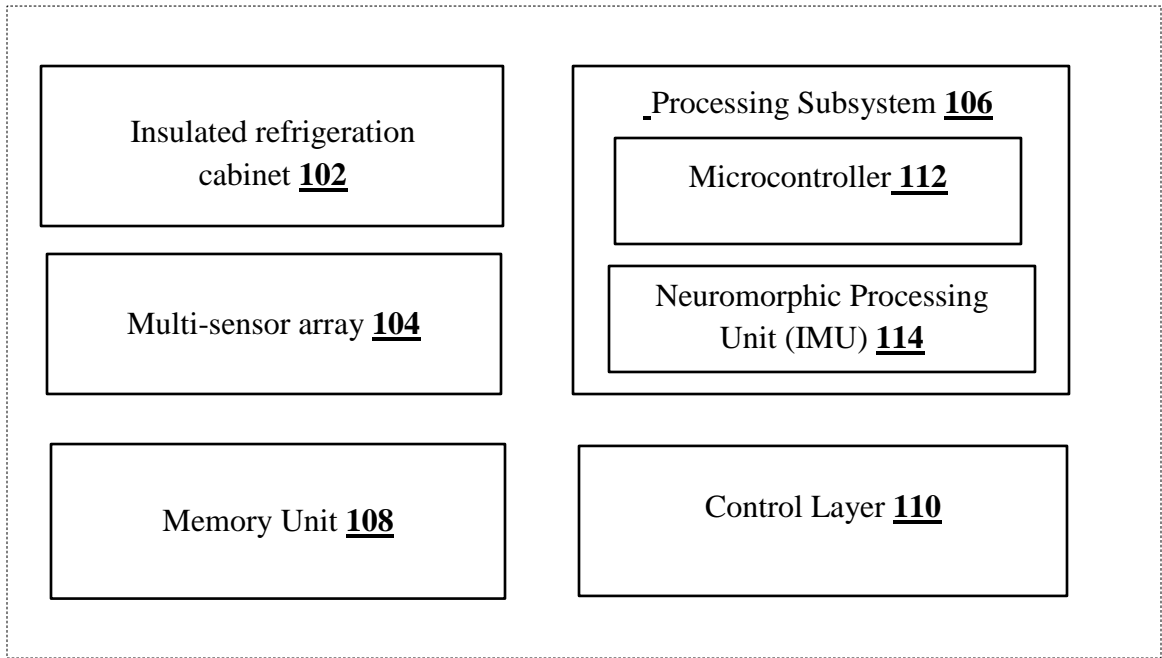 Insulated refrigeration
cabinet 102
Multi-sensor array 104
Memory Unit 108
Processing Subsystem 106
Microcontroller 112
Neuromorphic Processing
Unit (IMU) 114
Control Layer 110